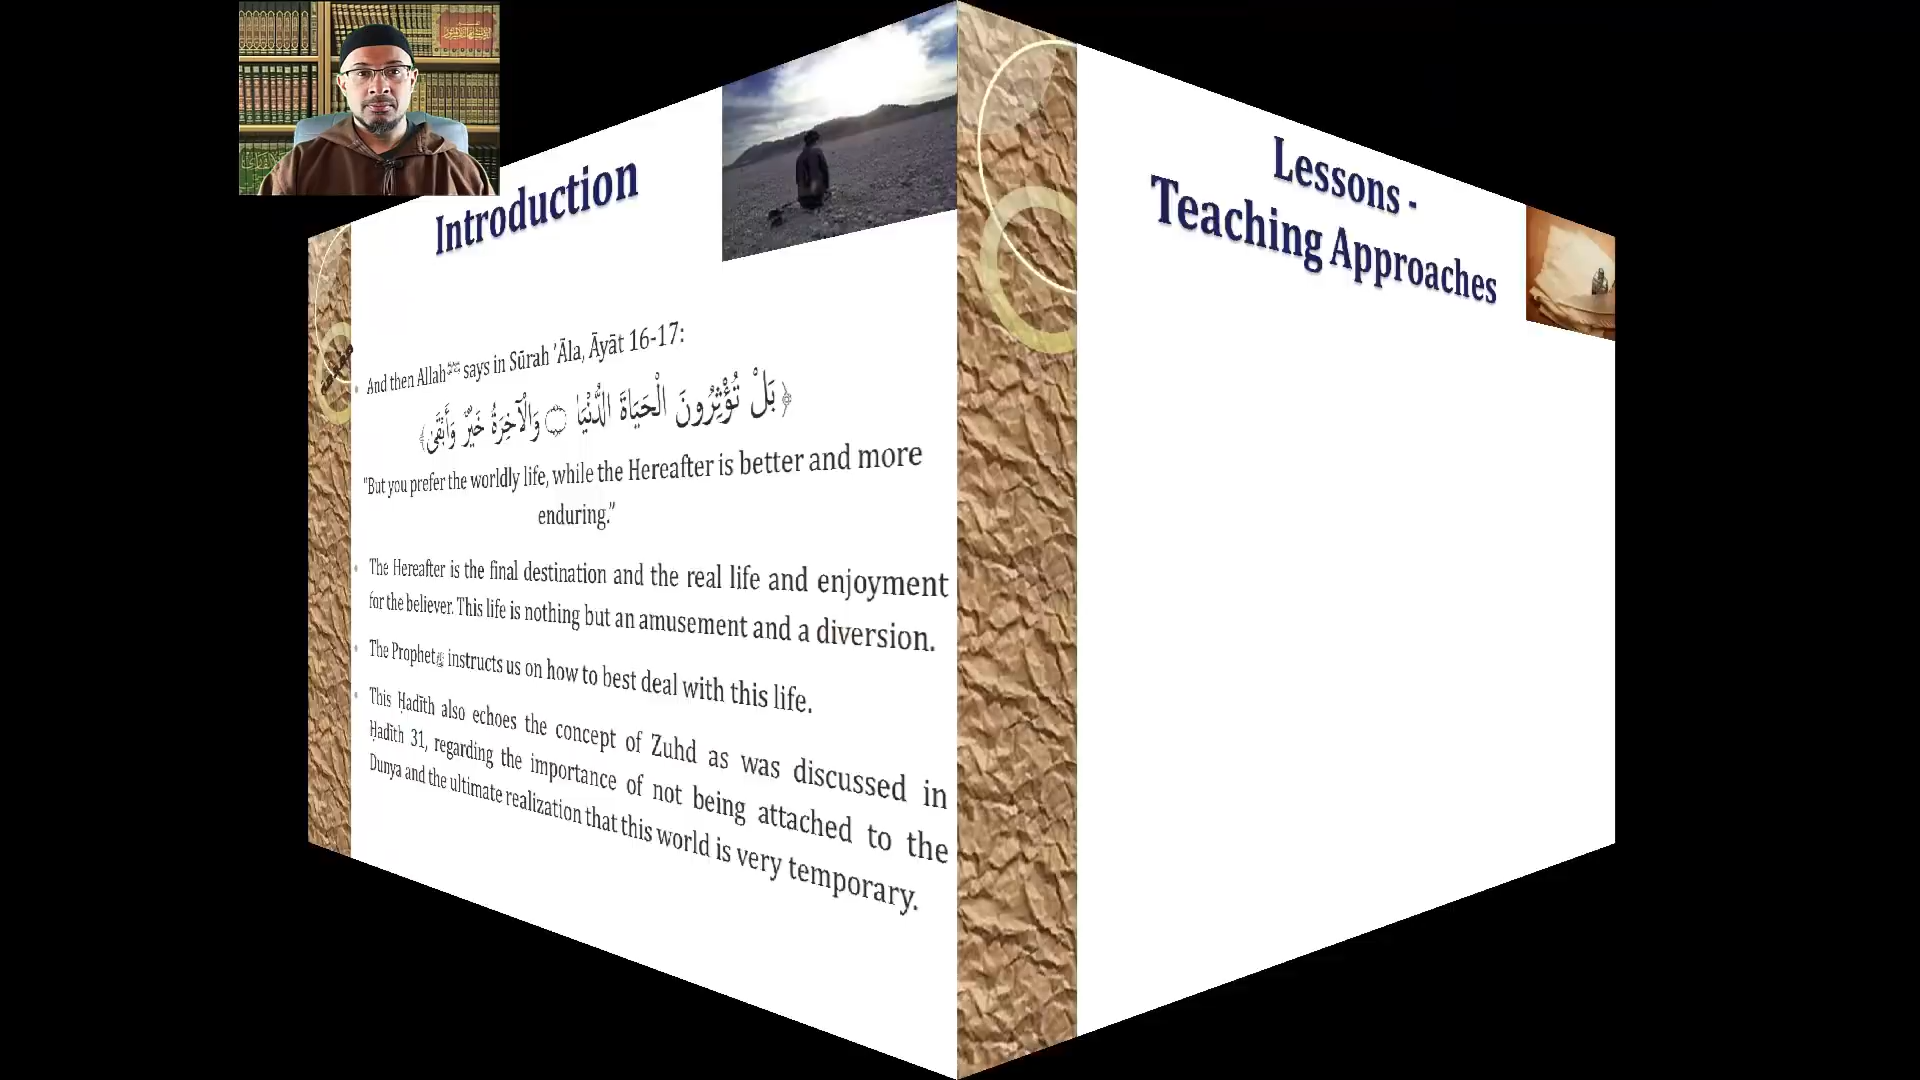 Introduction
And then Allah says in Sūrah ’Āla, Āyāt 16-17:
﴿بَلْ تُؤْثِرُونَ الْحَيَاةَ الدُّنْيَا ۝ وَالْآخِرَةُ خَيْرٌ وَأَبْقَىٰ﴾
“But you prefer the worldly life, while the Hereafter is better and more
enduring.”
The Hereafter is the final destination and the real life and enjoyment
for the believer. This life is nothing but an amusement and a diversion.
The Prophet ﷺ instructs us on how to best deal with this life.
This Ḥadīth also echoes the concept of Zuhd as was discussed in
Ḥadīth 31, regarding the importance of not being attached to the
Dunya and the ultimate realization that this world is very temporary.
Lessons -
Teaching Approaches